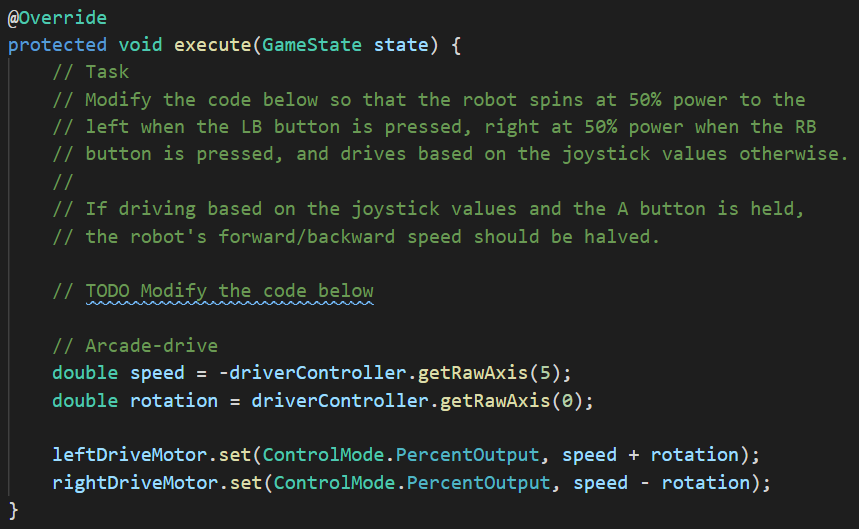 @Override
protected void execute(GameState state) {
    // Task
    // Modify the code below so that the robot spins at 50% power to the
    // left when the LB button is pressed, right at 50% power when the RB
    // button is pressed, and drives based on the joystick values otherwise.
    //
    // If driving based on the joystick values and the A button is held,
    // the robot's forward/backward speed should be halved.

    // TODO Modify the code below

    // Arcade-drive
    double speed = -driverController.getRawAxis(5);
    double rotation = driverController.getRawAxis(0);

    leftDriveMotor.set(ControlMode.PercentOutput, speed + rotation);
    rightDriveMotor.set(ControlMode.PercentOutput, speed - rotation);
}